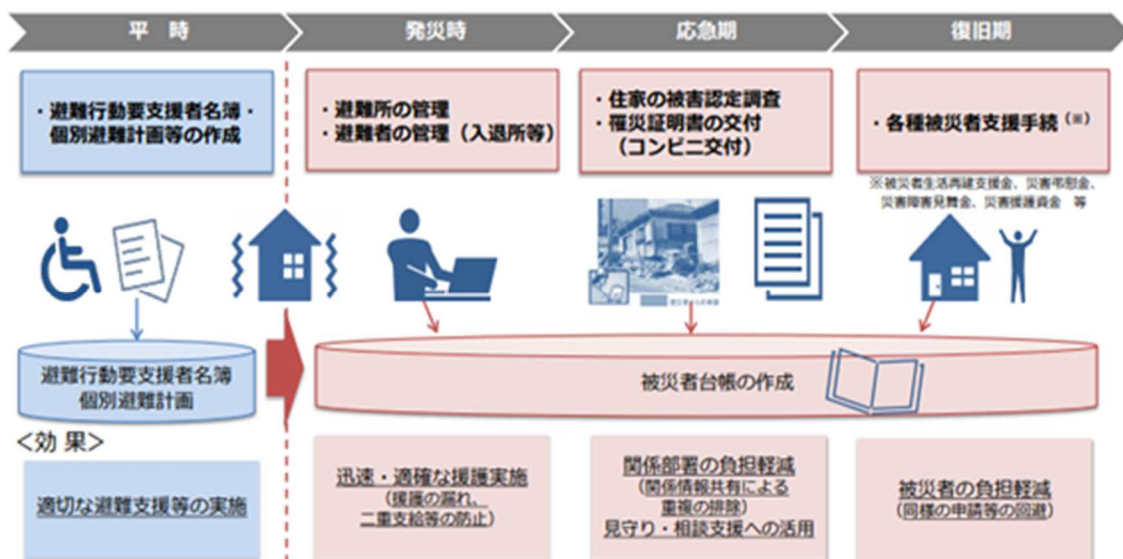 平 時
発災時
応急期
復旧期
・避難行動要支援者名簿・
個別避難計画等の作成
・避難所の管理
・避難者の管理(入退所等)
・住家の被害認定調査
・罹災証明書の交付
(コンビニ交付)
・各種被災者支援手続(※)
※被災者生活再建支援金、災害弔慰金、
災害障害見舞金、災害援護資金 等
避難行動要支援者名簿
個別避難計画
被災者台帳の作成
<効 果>
適切な避難支援等の実施
迅速・適確な援護実施
(援護の漏れ、
二重支給等の防止)
関係部署の負担軽減
(関係情報共有による
重複の排除)
見守り・相談支援への活用
被災者の負担軽減
(同様の申請等の回避)